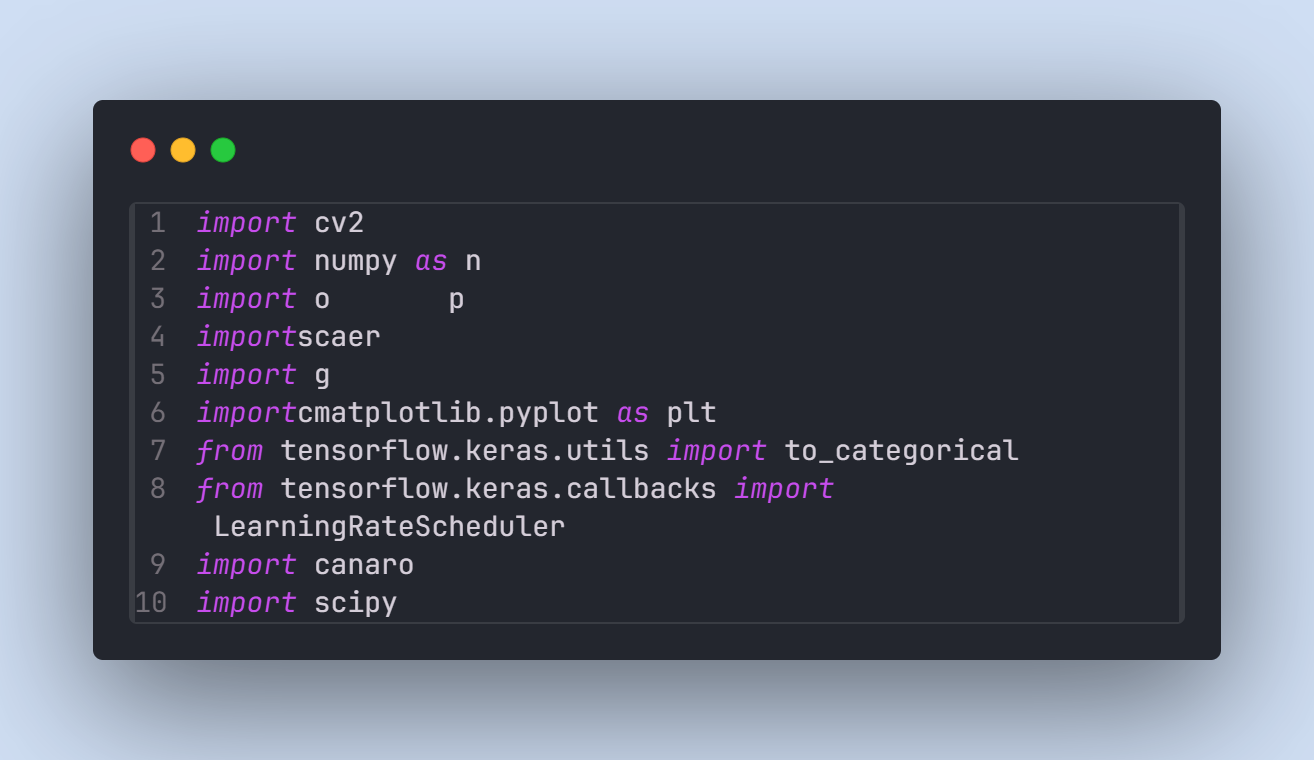 1 import cv2
2 import numpy as n
3 import o       p
4 importscaer
5 import g
6 importcmatplotlib.pyplot as plt
7 from tensorflow.keras.utils import to_categorical
8 from tensorflow.keras.callbacks import
LearningRateScheduler
9 import canaro
10 import scipy